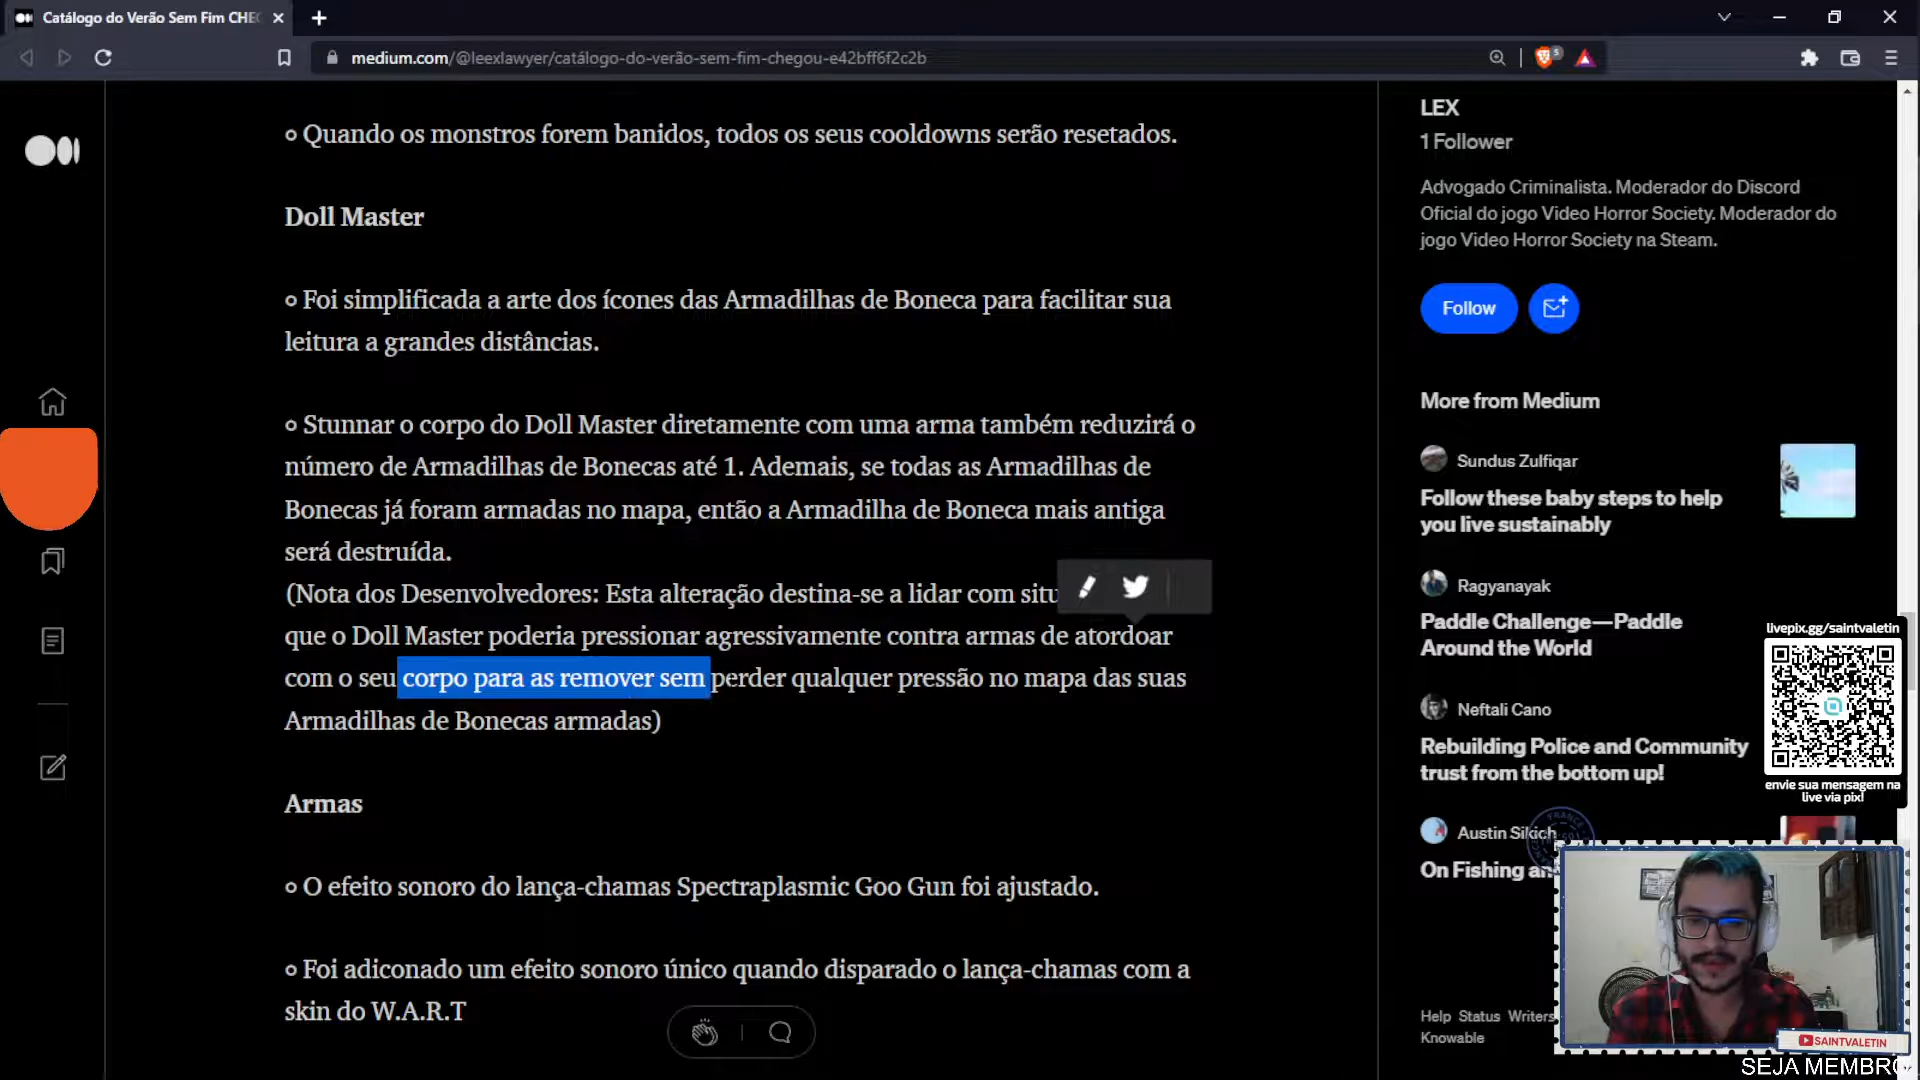 Catálogo do Verão Sem Fim CHE
medium.com/@leexlawyer/catálogo-do-verão-sem-fim-chegou-e42bff6f2c2b
5
∘ Quando os monstros forem banidos, todos os seus cooldowns serão resetados.
Doll Master
∘ Foi simplificada a arte dos ícones das Armadilhas de Boneca para facilitar sua
leitura a grandes distâncias.
∘ Stunnar o corpo do Doll Master diretamente com uma arma também reduzirá o
número de Armadilhas de Bonecas até 1. Ademais, se todas as Armadilhas de
Bonecas já foram armadas no mapa, então a Armadilha de Boneca mais antiga
será destruída.
(Nota dos Desenvolvedores: Esta alteração destina-se a lidar com situ
que o Doll Master poderia pressionar agressivamente contra armas de atordoar
com o seu corpo para as remover sem perder qualquer pressão no mapa das suas
Armadilhas de Bonecas armadas)
Armas
∘ O efeito sonoro do lança-chamas Spectraplasmic Goo Gun foi ajustado.
∘ Foi adiconado um efeito sonoro único quando disparado o lança-chamas com a
skin do W.A.R.T
LEX
1 Follower
Advogado Criminalista. Moderador do Discord
Oficial do jogo Video Horror Society. Moderador do
jogo Video Horror Society na Steam.
Follow
More from Medium
Sundus Zulfiqar
Follow these baby steps to help
you live sustainably
Ragyanayak
Paddle Challenge—Paddle
Around the World
Neftali Cano
Rebuilding Police and Community
trust from the bottom up!
Austin Sikich
On Fishing an
Help Status Writers
Knowable
livepix.gg/saintvaletin
envie sua mensagem na
live via pix!
FRANCE
SAINTVALETIN
SEJA MEMBRO